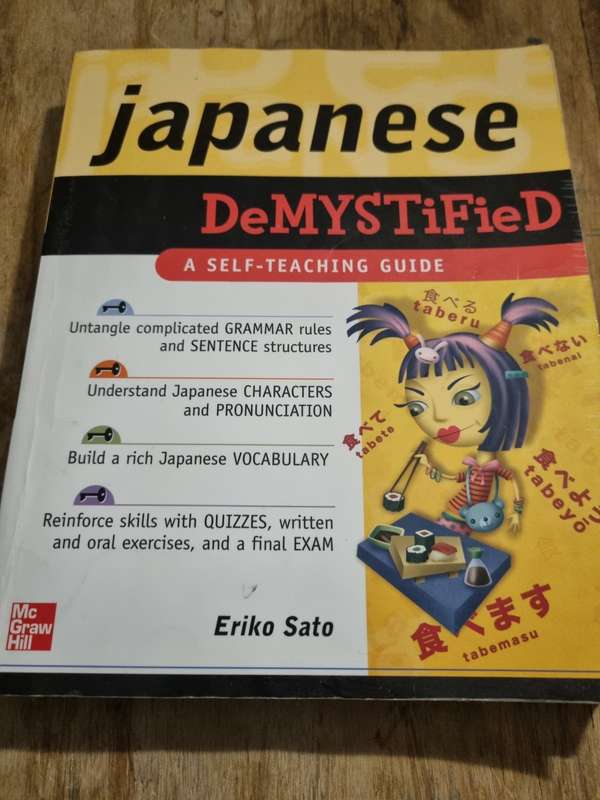 japanese
DeMYSTiFieD
A SELF-TEACHING GUIDE
Untangle complicated GRAMMAR rules
and SENTENCE structures
Understand Japanese CHARACTERS
and PRONUNCIATION
Build a rich Japanese VOCABULARY
Reinforce skills with QUIZZES, written
and oral exercises, and a final EXAM
Eriko Sato
Mc
Graw
Hill
食べる
taberu
食べない
tabenai
食べて
tabete
食べよう
tabeyō
食べます
tabemasu